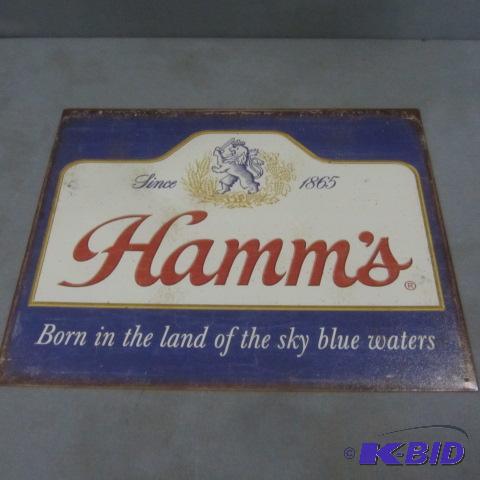 Since 1865
Hamm's ®
Born in the land of the sky blue waters
© K-BID